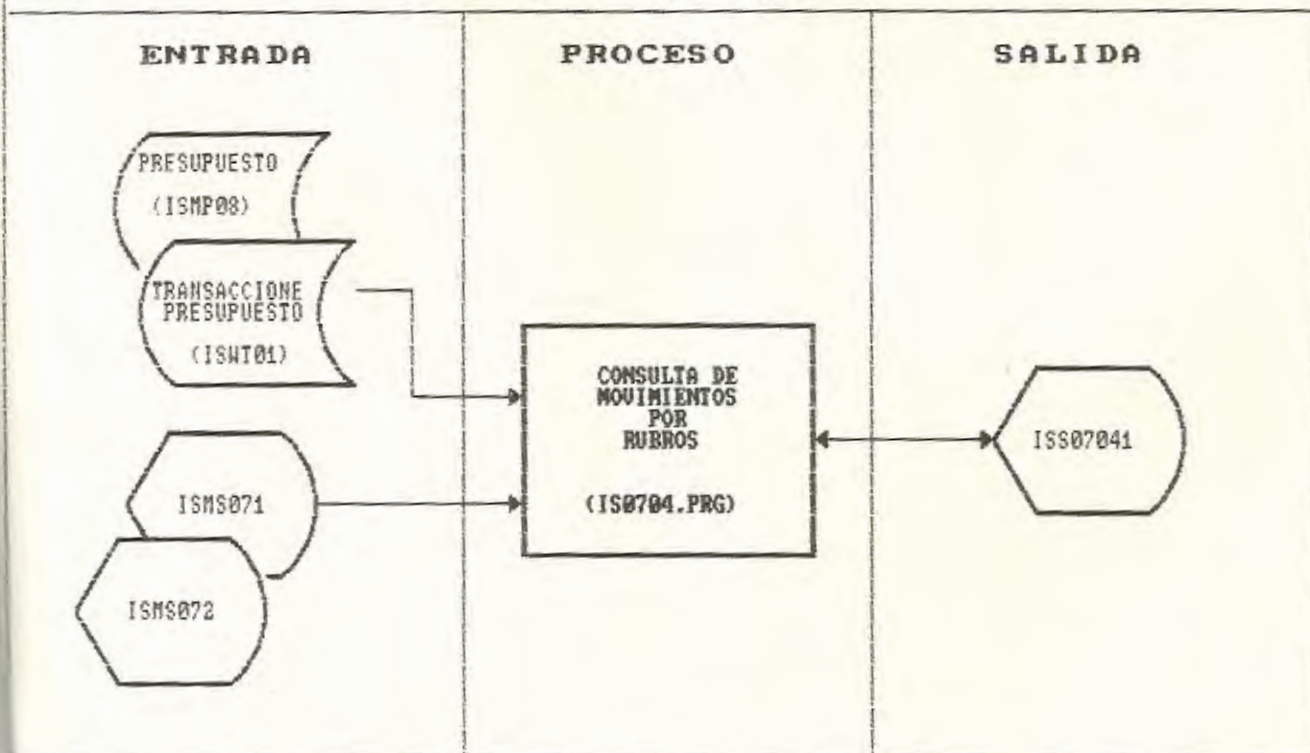 ENTRADA
PROCESO
SALIDA
PRESUPUESTO
(ISMP08)
TRANSACCIONE
PRESUPUESTO
(ISWT01)
CONSULTA DE
MOVIMIENTOS
POR
RUBROS
(IS0704.PRG)
ISS07041
ISMS071
ISMS072